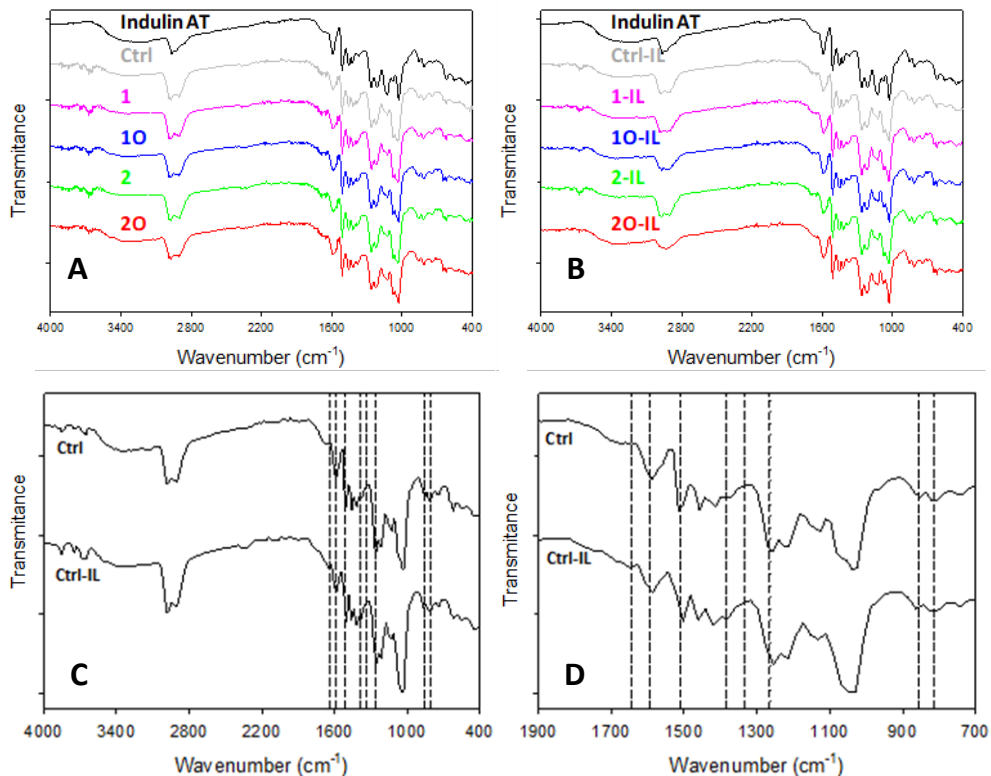 Indulin AT
Ctrl
1
1O
2
2O
A
Transmitance
4000 3400 2800 2200 1600 1000 400
Wavenumber (cm-1)
Indulin AT
Ctrl-IL
1-IL
1O-IL
2-IL
2O-IL
B
Transmitance
4000 3400 2800 2200 1600 1000 400
Wavenumber (cm-1)
Ctrl
Ctrl-IL
C
Transmitance
4000 3400 2800 2200 1600 1000 400
Wavenumber (cm-1)
Ctrl
Ctrl-IL
D
Transmitance
1900 1700 1500 1300 1100 900 700
Wavenumber (cm-1)